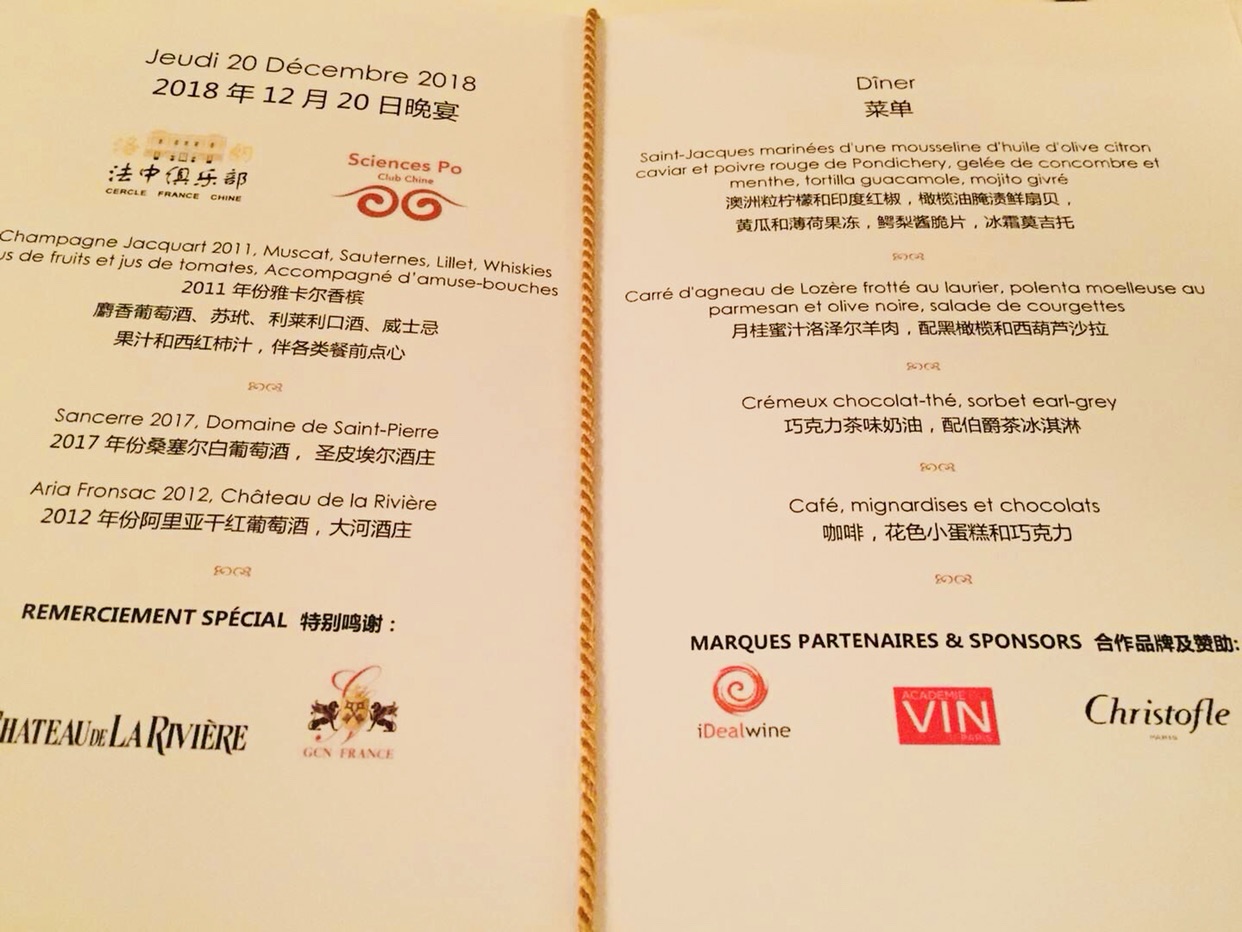 Jeudi 20 Décembre 2018
2018 年 12 月 20 日晚宴
法中俱乐部
CERCLE FRANCE CHINE
Sciences Po
Club Chine
Champagne Jacquart 2011, Muscat, Sauternes, Lillet, Whiskies
us de fruits et jus de tomates, Accompagné d'amuse-bouches
2011 年份雅卡尔香槟
麝香葡萄酒、苏玳、利莱利口酒、威士忌
果汁和西红柿汁，伴各类餐前点心
Sancerre 2017, Domaine de Saint-Pierre
2017 年份桑塞尔白葡萄酒， 圣皮埃尔酒庄
Aria Fronsac 2012, Château de la Rivière
2012 年份阿里亚干红葡萄酒，大河酒庄
REMERCIEMENT SPÉCIAL 特别鸣谢：
CHATEAU DE LA RIVIÈRE
GCN FRANCE
Dîner
菜单
Saint-Jacques marinées d'une mousseline d'huile d'olive citron
caviar et poivre rouge de Pondichery, gelée de concombre et
menthe, tortilla guacamole, mojito givré
澳洲粒柠檬和印度红椒，橄榄油腌渍鲜扇贝，
黄瓜和薄荷果冻，鳄梨酱脆片，冰霜莫吉托
Carré d'agneau de Lozère frotté au laurier, polenta moelleuse au
parmesan et olive noire, salade de courgettes
月桂蜜汁洛泽尔羊肉，配黑橄榄和西葫芦沙拉
Crémeux chocolat-thé, sorbet earl-grey
巧克力茶味奶油，配伯爵茶冰淇淋
Café, mignardises et chocolats
咖啡，花色小蛋糕和巧克力
MARQUES PARTENAIRES & SPONSORS 合作品牌及赞助:
iDealwine
ACADEMIE
VIN
DE PARIS
Christofle
PARIS